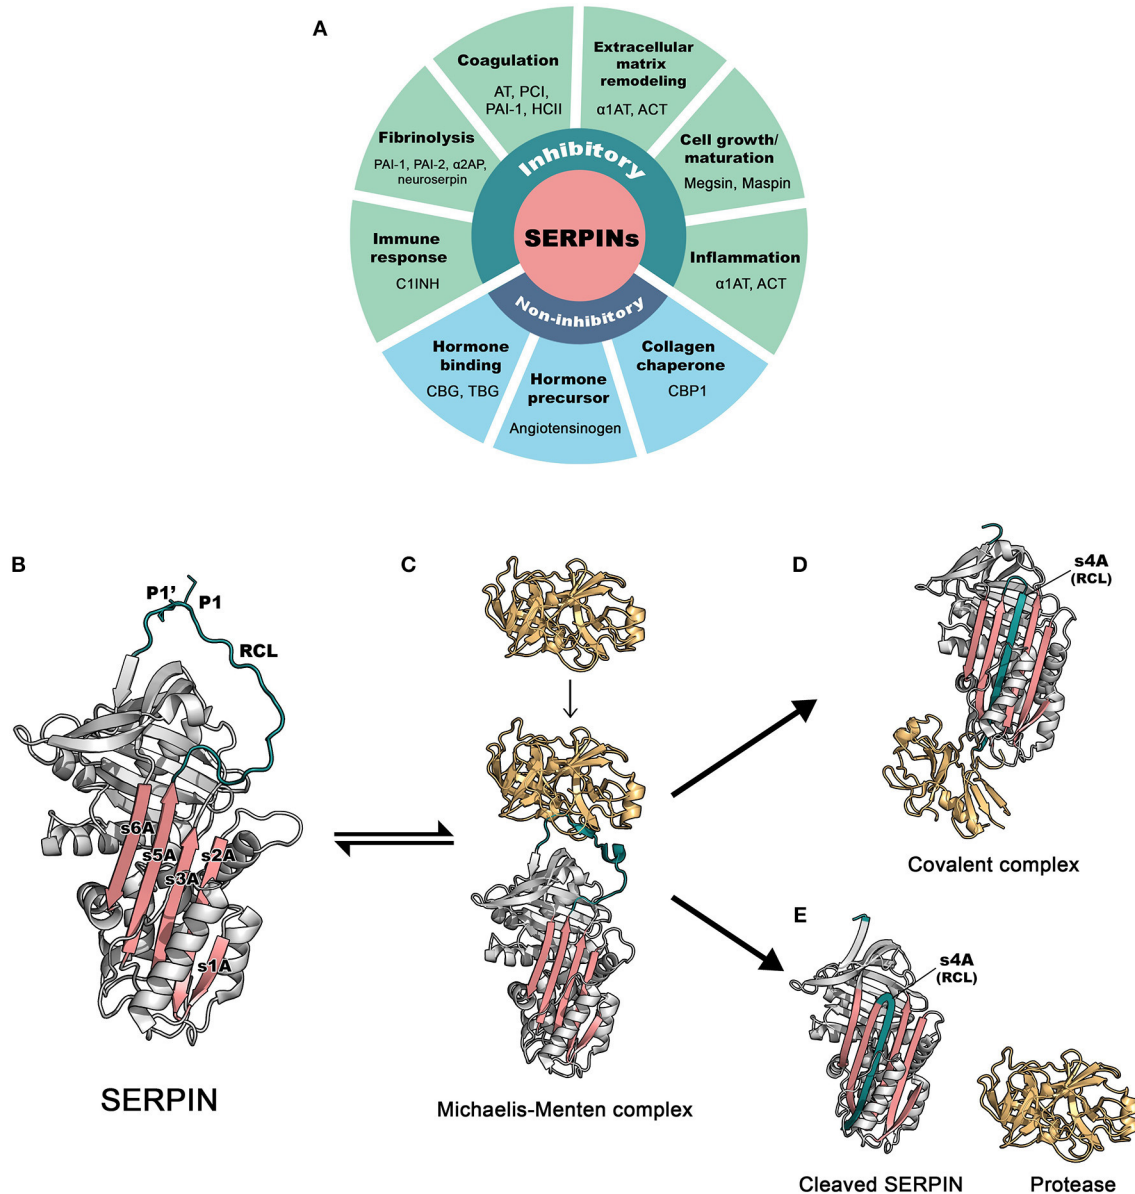 A
Coagulation
AT, PCI,
PAI-1, HCII
Extracellular
matrix
remodeling
α1AT, ACT
Fibrinolysis
PAI-1, PAI-2, α2AP,
neuroserpin
Cell growth/
maturation
Megsin, Maspin
Inhibitory
SERPINs
Immune
response
C1INH
Inflammation
α1AT, ACT
Non-inhibitory
Hormone
binding
CBG, TBG
Hormone
precursor
Angiotensinogen
Collagen
chaperone
CBP1
B
P1’
P1
RCL
s6A
s5A
s3A
s2A
s1A
SERPIN
C
Michaelis-Menten complex
D
s4A
(RCL)
Covalent complex
E
s4A
(RCL)
Cleaved SERPIN
Protease